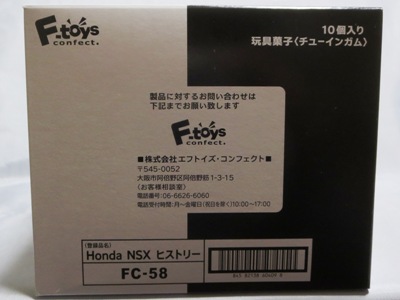 F-toys
confect.
10個入り
玩具菓子〈チューインガム〉
製品に対するお問い合わせは
下記までお願い致します
F-toys
confect.
■株式会社エフトイズ・コンフェクト■
〒545-0052
大阪市阿倍野区阿倍野筋1-3-15
〈お客様相談室〉
電話番号:06-6626-6060
電話受付時間:月〜金曜日(祝日を除く)10:00〜17:00
(登録品名)
Honda NSX ヒストリー
FC-58